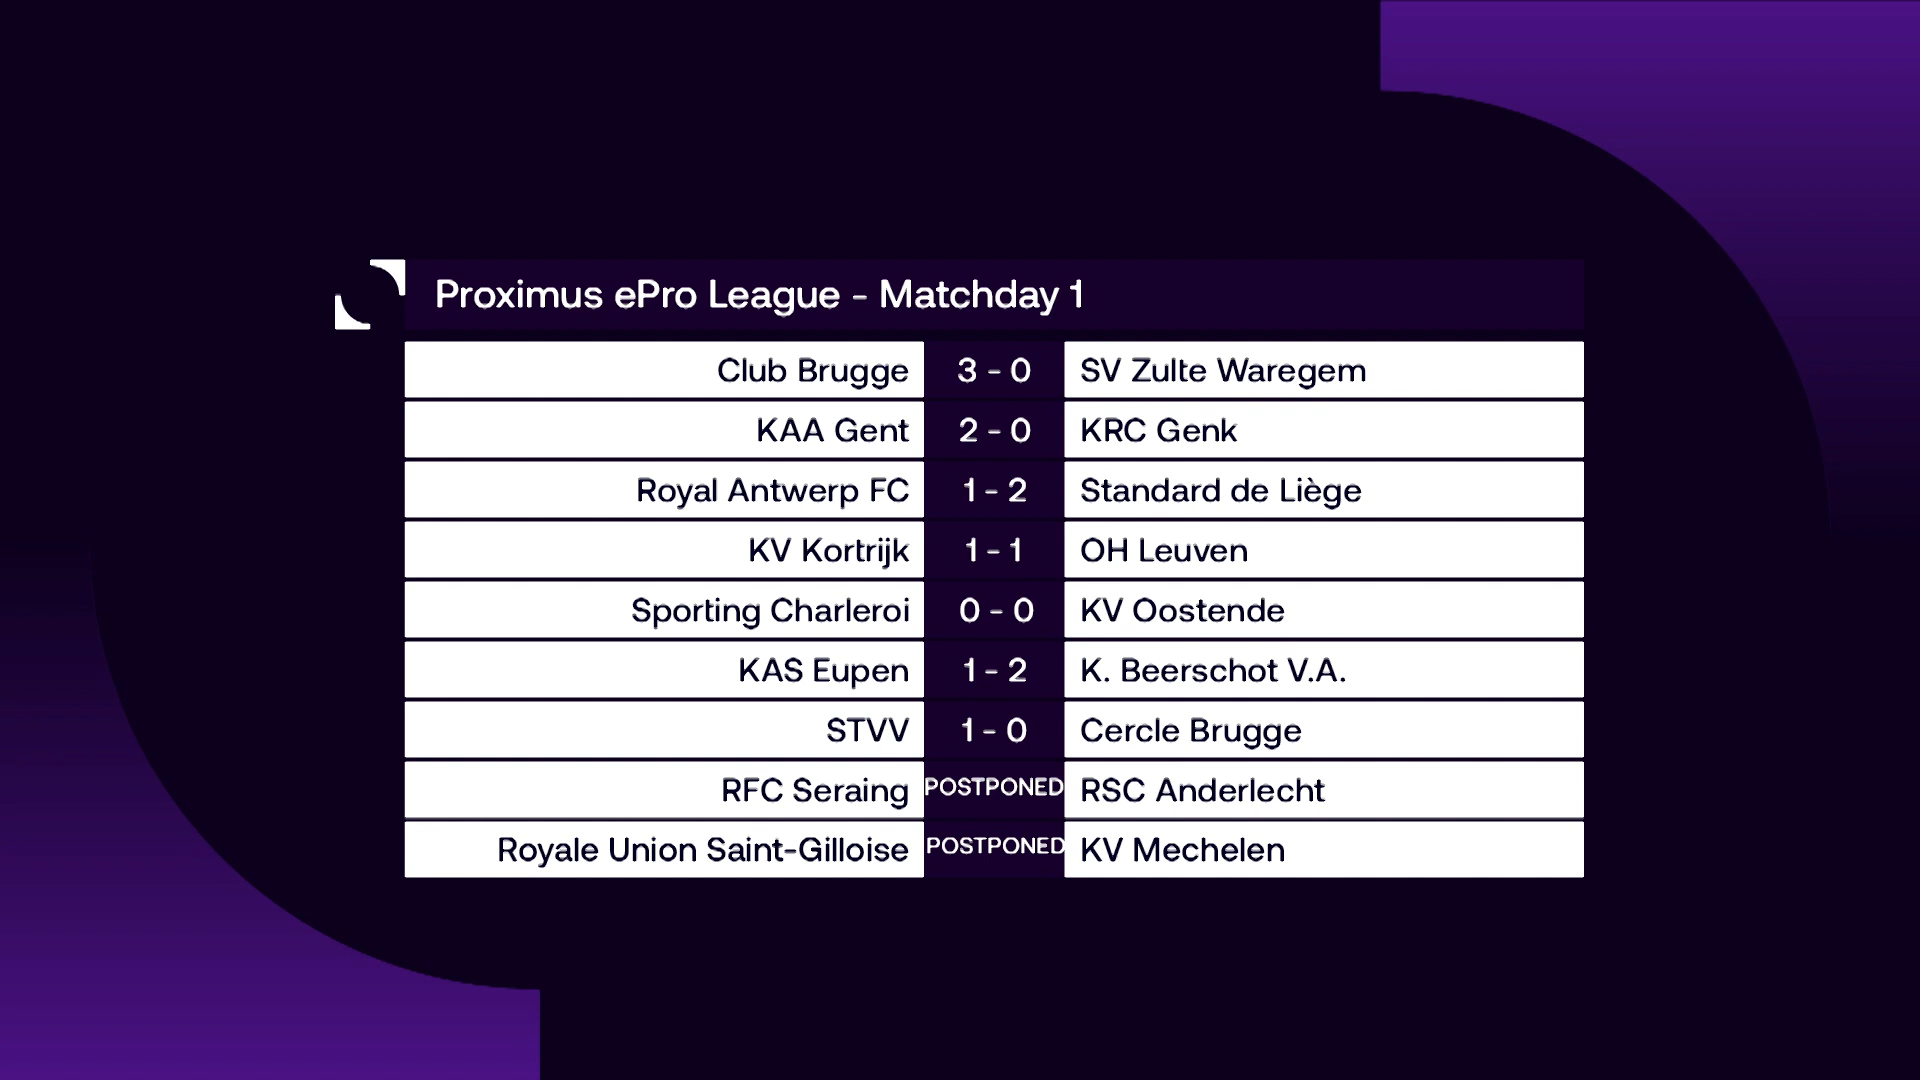 Proximus ePro League - Matchday 1
Club Brugge 3 - 0 SV Zulte Waregem
KAA Gent 2 - 0 KRC Genk
Royal Antwerp FC 1 - 2 Standard de Liège
KV Kortrijk 1 - 1 OH Leuven
Sporting Charleroi 0 - 0 KV Oostende
KAS Eupen 1 - 2 K. Beerschot V.A.
STVV 1 - 0 Cercle Brugge
RFC Seraing POSTPONED RSC Anderlecht
Royale Union Saint-Gilloise POSTPONED KV Mechelen